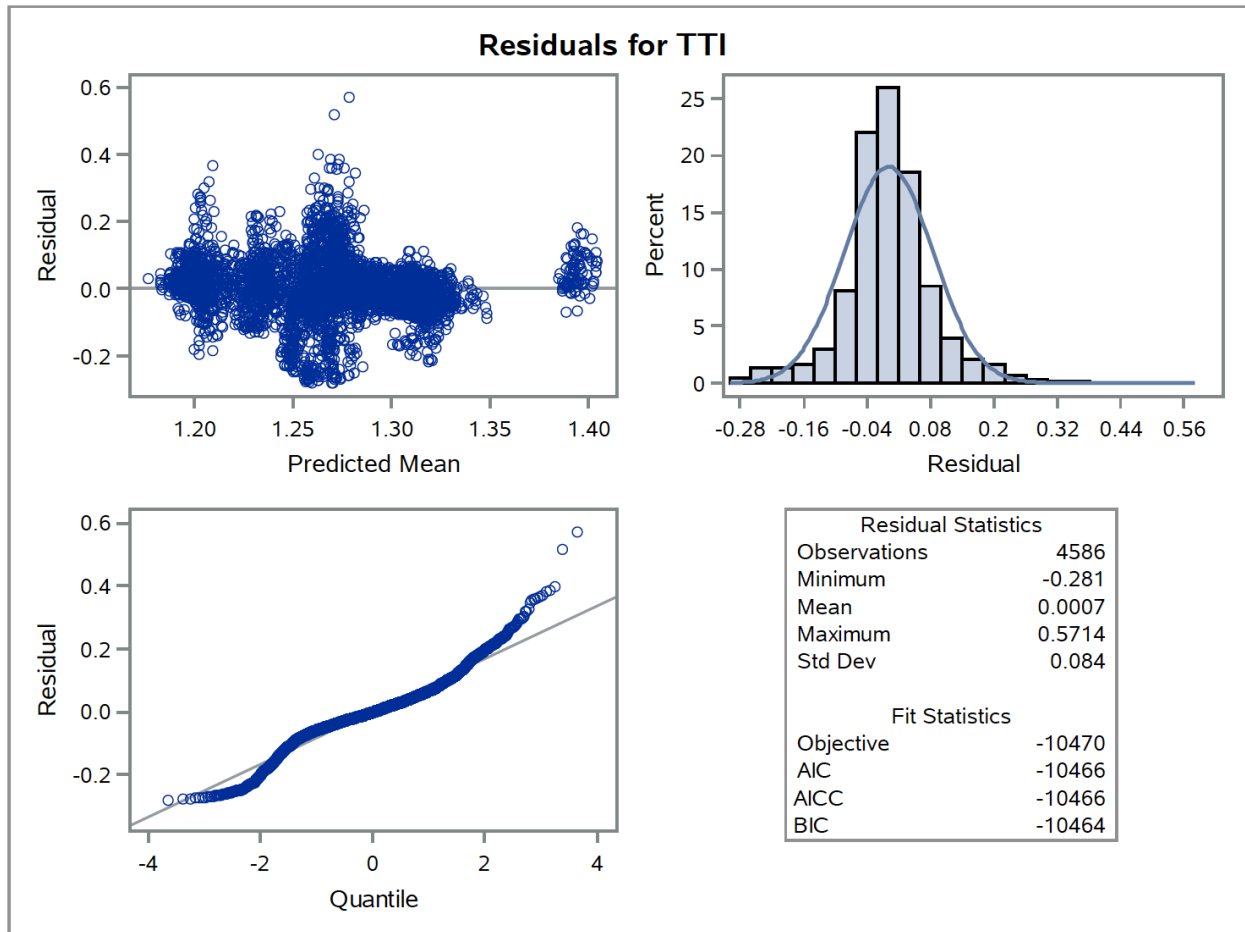 Residuals for TTI
0.6
0.4
0.2
0.0
-0.2
Residual
1.20 1.25 1.30 1.35 1.40
Predicted Mean
25
20
15
10
5
0
Percent
-0.28 -0.16 -0.04 0.08 0.2 0.32 0.44 0.56
Residual
0.6
0.4
0.2
0.0
-0.2
Residual
-4 -2 0 2 4
Quantile
Residual Statistics
Observations 4586
Minimum -0.281
Mean 0.0007
Maximum 0.5714
Std Dev 0.084
Fit Statistics
Objective -10470
AIC -10466
AICC -10466
BIC -10464